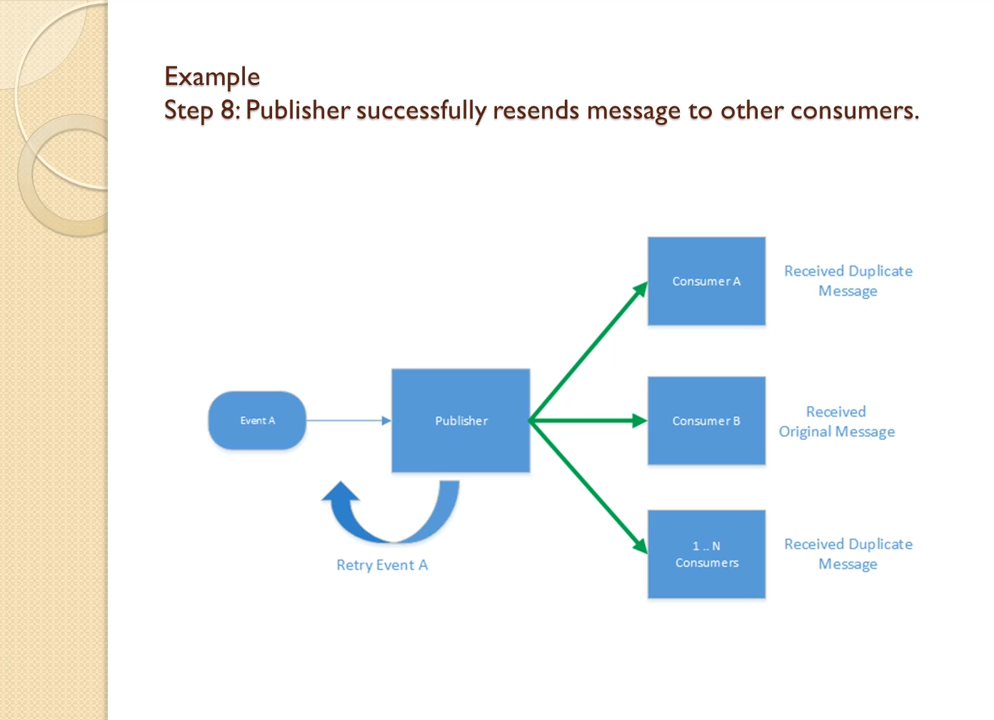 Example
Step 8: Publisher successfully resends message to other consumers.
Consumer A
Received Duplicate
Message
Event A
Publisher
Consumer B
Received
Original Message
Retry Event A
1 .. N
Consumers
Received Duplicate
Message